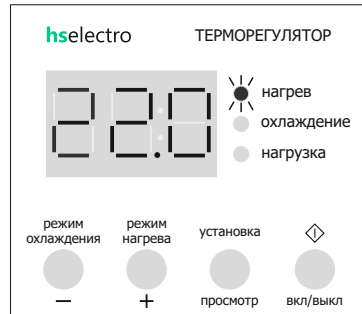 hselectro
ТЕРМОРЕГУЛЯТОР
22.0
нагрев
охлаждение
нагрузка
режим
охлаждения
режим
нагрева
установка
–
+
просмотр
вкл/выкл